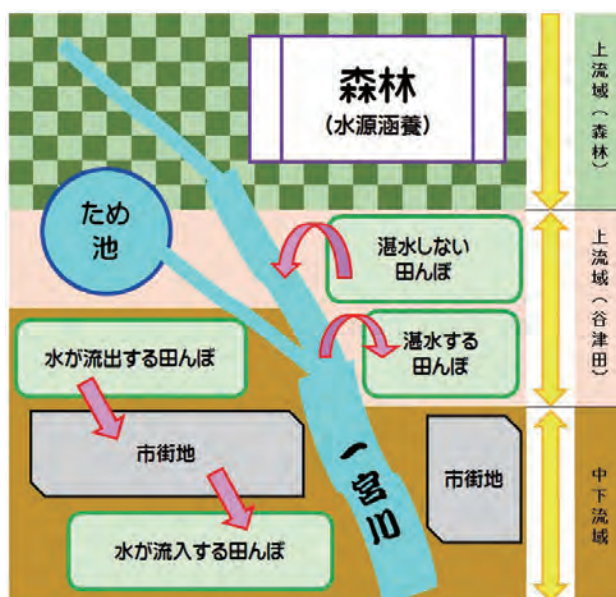 森林
(水源涵養)
上流域(森林)
ため
池
湛水しない
田んぼ
湛水する
田んぼ
上流域(谷津田)
水が流出する田んぼ
市街地
一宮川
市街地
水が流入する田んぼ
中下流域